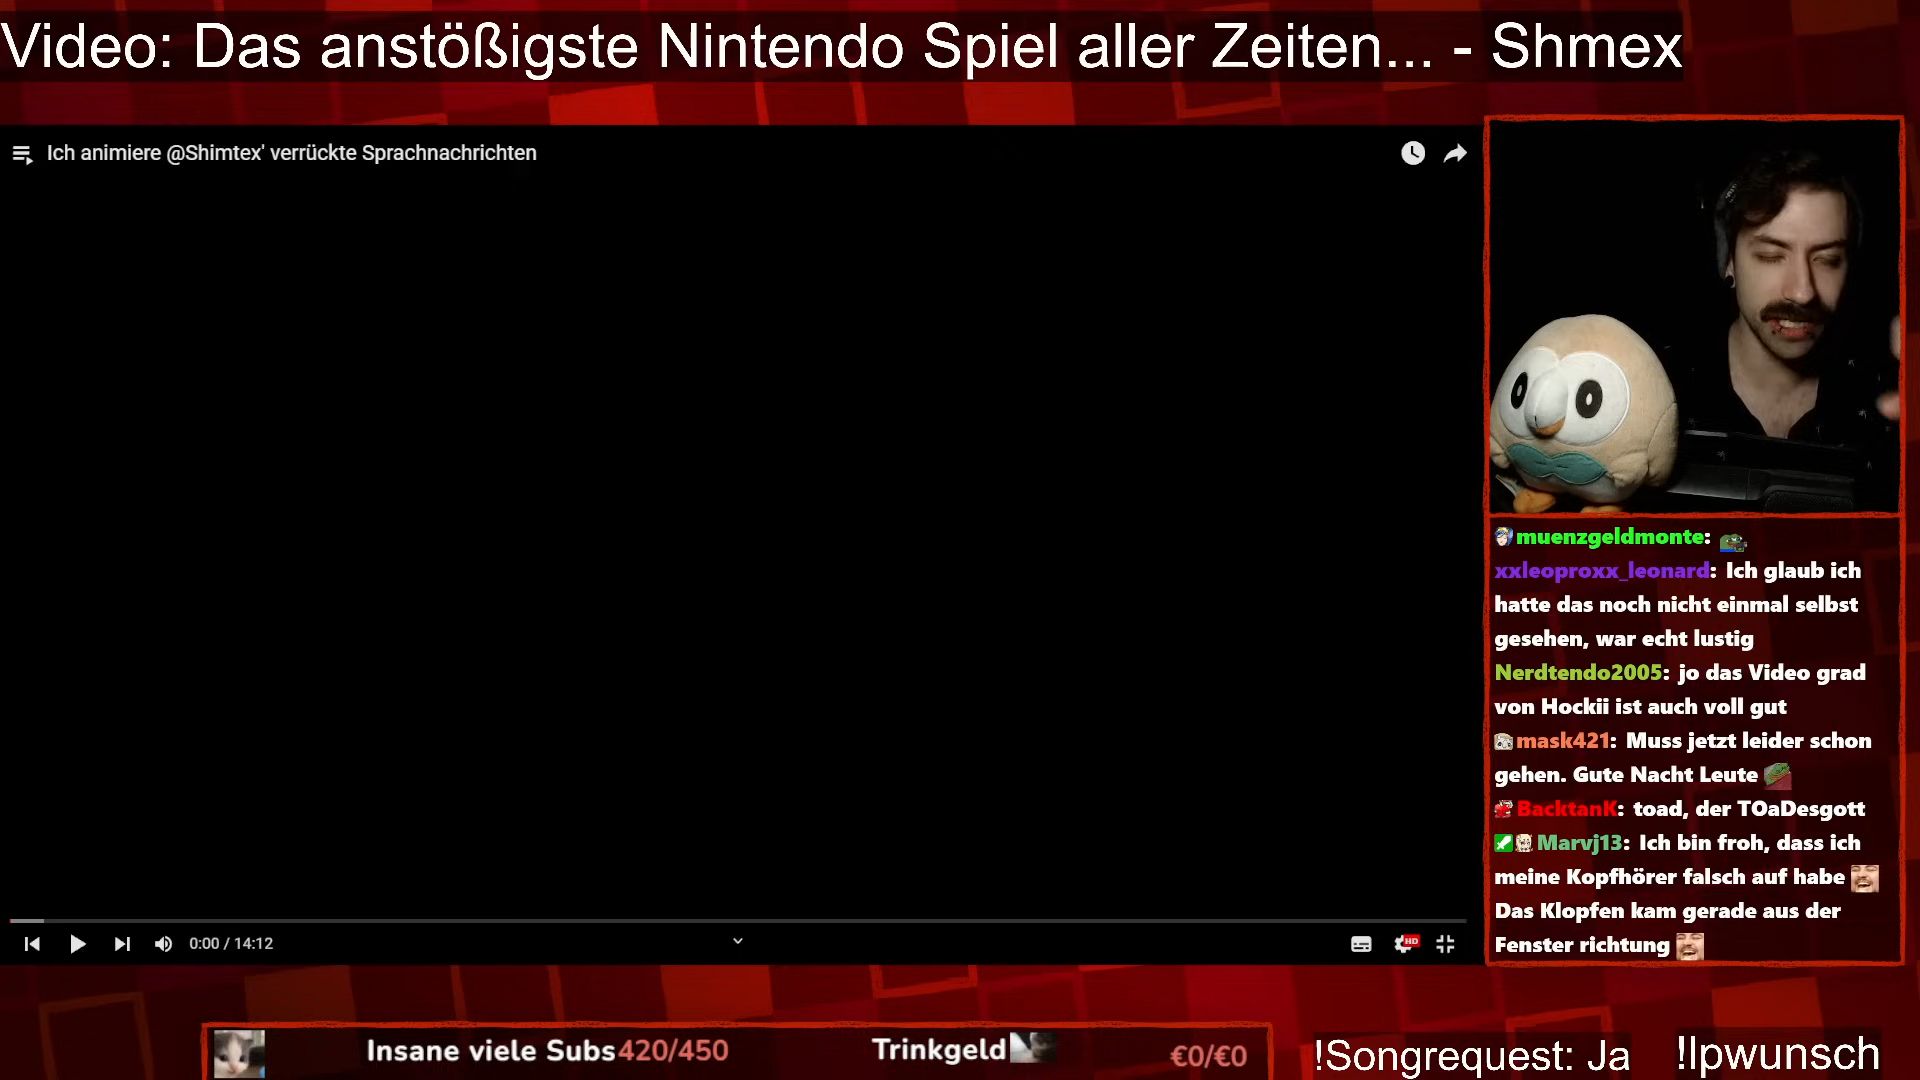 Video: Das anstößigste Nintendo Spiel aller Zeiten... - Shmex
Ich animiere @Shimtex' verrückte Sprachnachrichten
muenzgeldmonte:
xxleoproxx_leonard: Ich glaub ich
hatte das noch nicht einmal selbst
gesehen, war echt lustig
Nerdtendo2005: jo das Video grad
von Hockii ist auch voll gut
mask421: Muss jetzt leider schon
gehen. Gute Nacht Leute
BacktanK: toad, der TOaDesgott
Marvj13: Ich bin froh, dass ich
meine Kopfhörer falsch auf habe
Das Klopfen kam gerade aus der
Fenster richtung
0:00 / 14:12
HD
Insane viele Subs 420/450
Trinkgeld €0/€0
!Songrequest: Ja
!lpwunsch